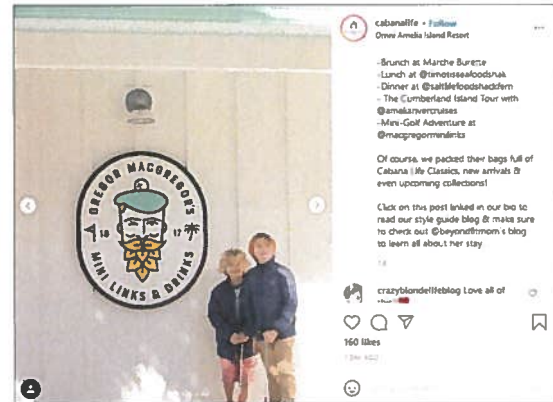 GREGOR MACGREGOR'S
18 17
MINI LINKS & DRINKS
cabanalife • Follow
Omni Amelia Island Resort
-Brunch at Marche Burette
-Lunch at @timotisseafoodshak
-Dinner at @saltlifefoodshackfern
- The Cumberland Island Tour with
@ameliarivercruises
-Mini-Golf Adventure at
@macgregorminilinks
Of course, we packed their bags full of
Cabana Life Classics, new arrivals &
even upcoming collections!
Click on this post linked in our bio to
read our style guide blog & make sure
to check out @beyondfitmom's blog
to learn all about her stay
crazyblondelifeblog Love all of
160 likes